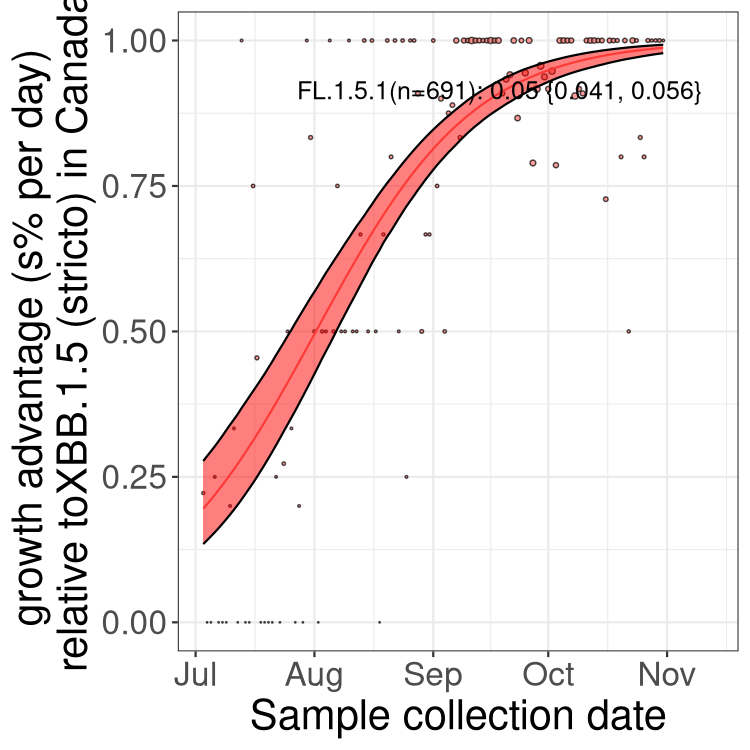 growth advantage (s% per day)
relative toXBB.1.5 (stricto) in Canada
1.00
0.75
0.50
0.25
0.00
FL.1.5.1(n=691): 0.05 {0.041, 0.056}
Jul Aug Sep Oct Nov
Sample collection date